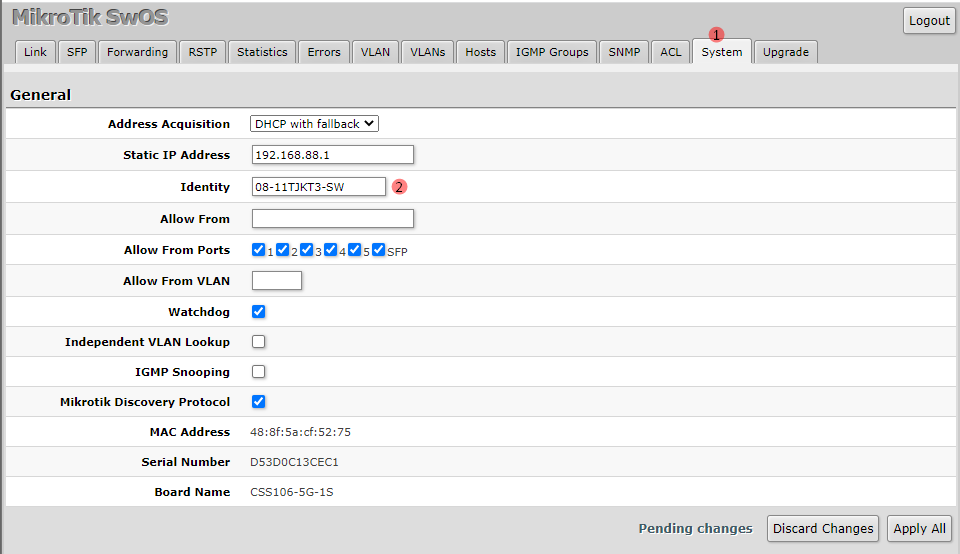 MikroTik SwOS
Logout
1
Link SFP Forwarding RSTP Statistics Errors VLAN VLANs Hosts IGMP Groups SNMP ACL System Upgrade
General
Address Acquisition DHCP with fallback
Static IP Address 192.168.88.1
Identity 08-11TJKT3-SW 2
Allow From
Allow From Ports 1 2 3 4 5 SFP
Allow From VLAN
Watchdog
Independent VLAN Lookup
IGMP Snooping
Mikrotik Discovery Protocol
MAC Address 48:8f:5a:cf:52:75
Serial Number D53D0C13CEC1
Board Name CSS106-5G-1S
Pending changes Discard Changes Apply All